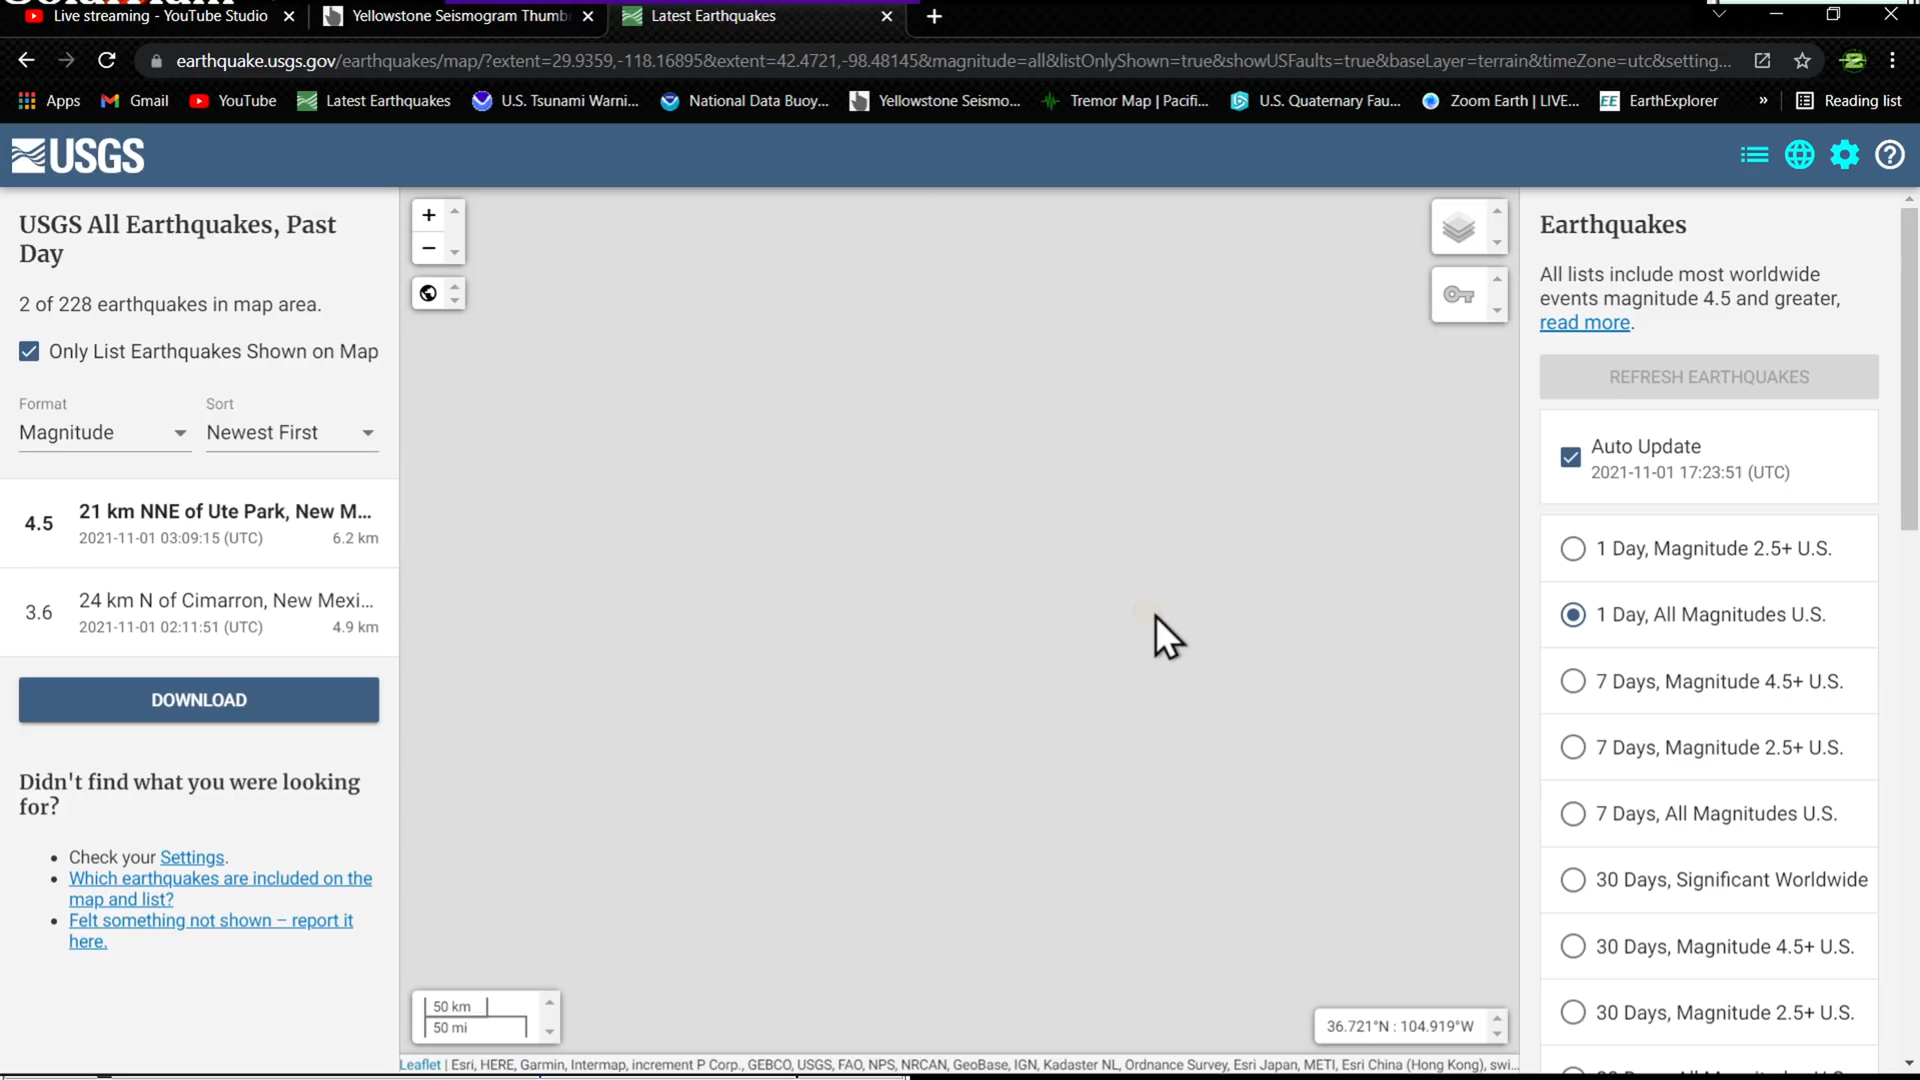 Live streaming - YouTube Studio
Yellowstone Seismogram Thumb
Latest Earthquakes
earthquake.usgs.gov/earthquakes/map/?extent=29.9359,-118.16895&extent=42.4721,-98.48145&magnitude=all&listOnlyShown=true&showUSFaults=true&baseLayer=terrain&timeZone=utc&setting...
Apps Gmail YouTube Latest Earthquakes U.S. Tsunami Warni... National Data Buoy... Yellowstone Seismo... Tremor Map | Pacifi... U.S. Quaternary Fau... Zoom Earth | LIVE... EE EarthExplorer » Reading list
USGS
USGS All Earthquakes, Past
Day
2 of 228 earthquakes in map area.
Only List Earthquakes Shown on Map
Format Sort
Magnitude Newest First
4.5 21 km NNE of Ute Park, New M...
2021-11-01 03:09:15 (UTC) 6.2 km
3.6 24 km N of Cimarron, New Mexi...
2021-11-01 02:11:51 (UTC) 4.9 km
DOWNLOAD
Didn't find what you were looking
for?
• Check your Settings.
• Which earthquakes are included on the
map and list?
• Felt something not shown – report it
here.
+
−
50 km
50 mi
36.721°N : 104.919°W
Leaflet | Esri, HERE, Garmin, Intermap, increment P Corp., GEBCO, USGS, FAO, NPS, NRCAN, GeoBase, IGN, Kadaster NL, Ordnance Survey, Esri Japan, METI, Esri China (Hong Kong), swi...
Earthquakes
All lists include most worldwide
events magnitude 4.5 and greater,
read more.
REFRESH EARTHQUAKES
Auto Update
2021-11-01 17:23:51 (UTC)
1 Day, Magnitude 2.5+ U.S.
1 Day, All Magnitudes U.S.
7 Days, Magnitude 4.5+ U.S.
7 Days, Magnitude 2.5+ U.S.
7 Days, All Magnitudes U.S.
30 Days, Significant Worldwide
30 Days, Magnitude 4.5+ U.S.
30 Days, Magnitude 2.5+ U.S.